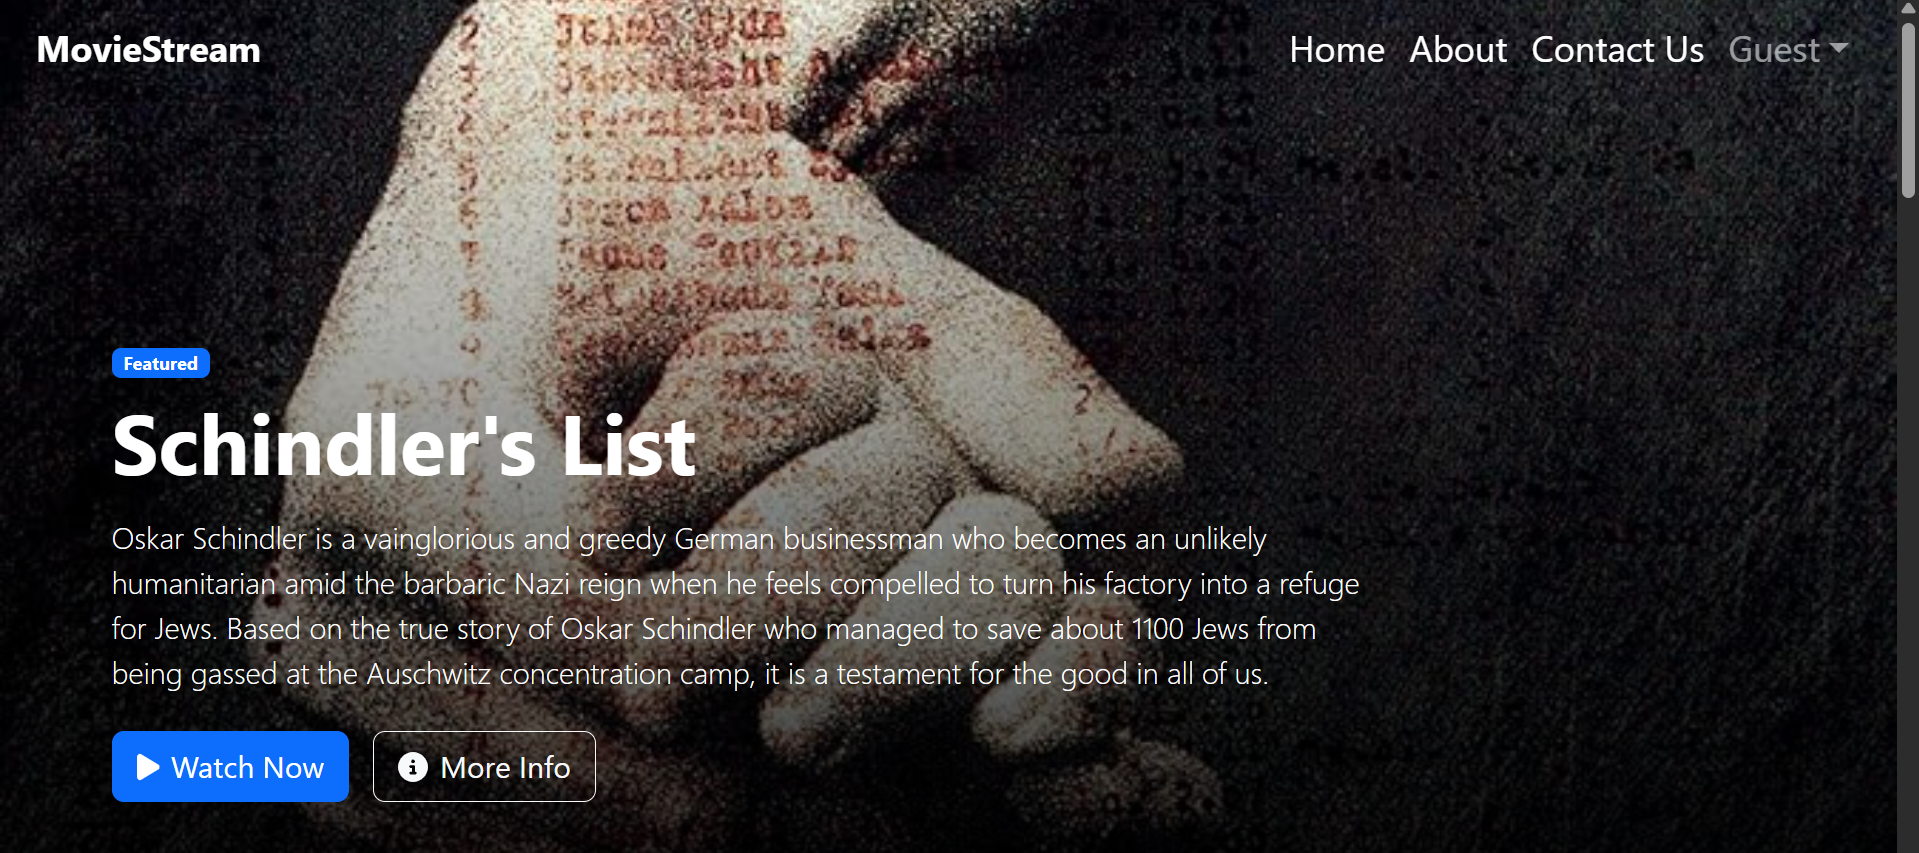 MovieStream
Home About Contact Us Guest
Featured
Schindler's List
Oskar Schindler is a vainglorious and greedy German businessman who becomes an unlikely
humanitarian amid the barbaric Nazi reign when he feels compelled to turn his factory into a refuge
for Jews. Based on the true story of Oskar Schindler who managed to save about 1100 Jews from
being gassed at the Auschwitz concentration camp, it is a testament for the good in all of us.
Watch Now More Info